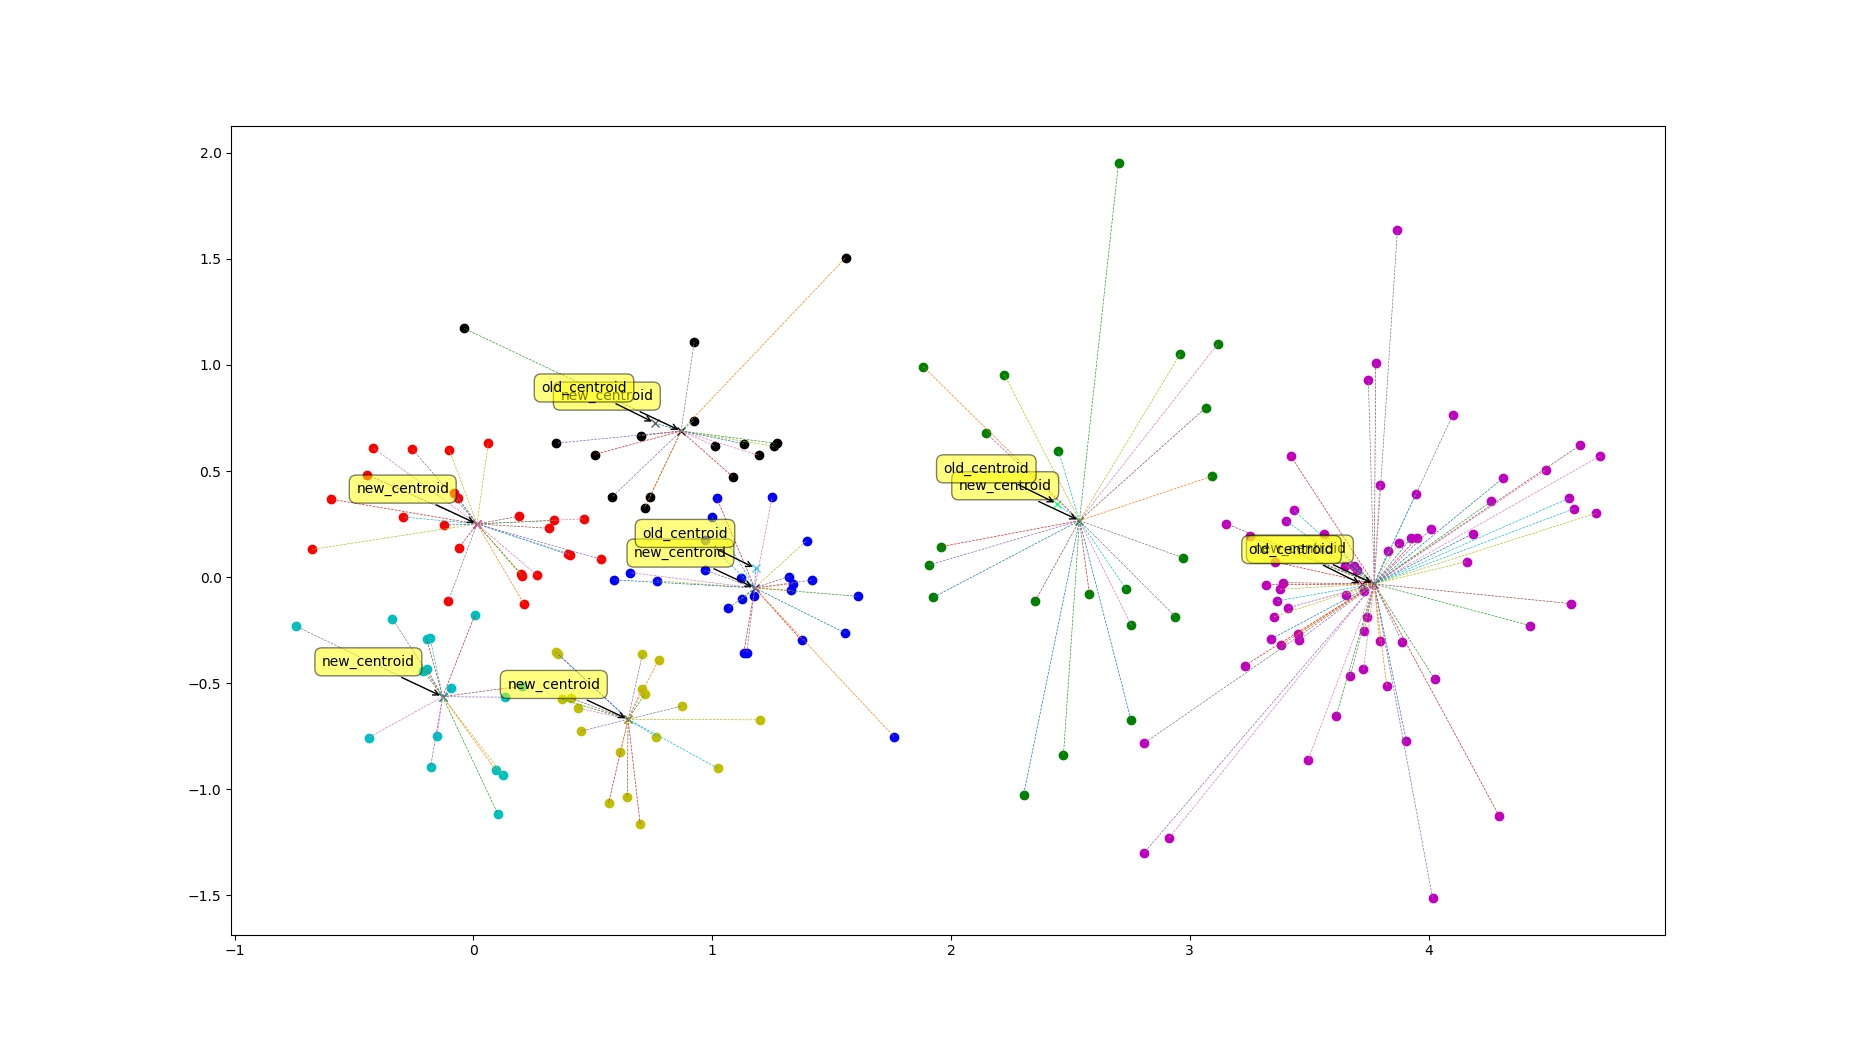 2.0
1.5
1.0
0.5
0.0
−0.5
−1.0
−1.5
old_centroid
new_centroid
old_centroid
new_centroid
new_centroid
old_centroid
new_centroid
old_centroid
new_centroid
new_centroid
−1
0
1
2
3
4